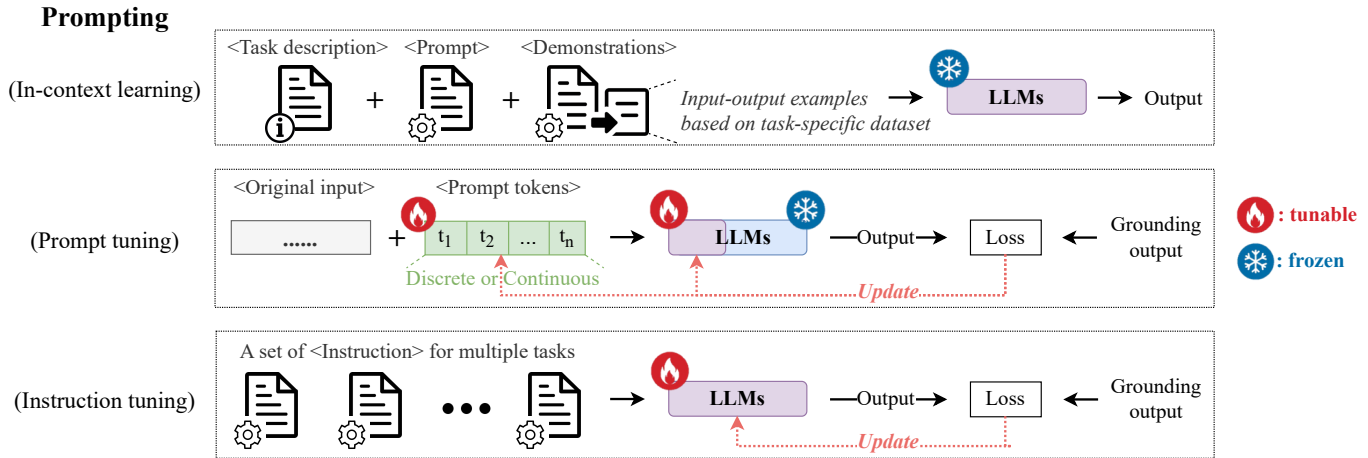 Prompting
(In-context learning)
<Task description>
<Prompt>
<Demonstrations>
i
+
+
Input-output examples
based on task-specific dataset
LLMs
Output
(Prompt tuning)
<Original input>
......
+
<Prompt tokens>
t1 t2 ... tn
Discrete or Continuous
LLMs
Output
Loss
Grounding
output
Update
: tunable
: frozen
(Instruction tuning)
A set of <Instruction> for multiple tasks
LLMs
Output
Loss
Grounding
output
Update